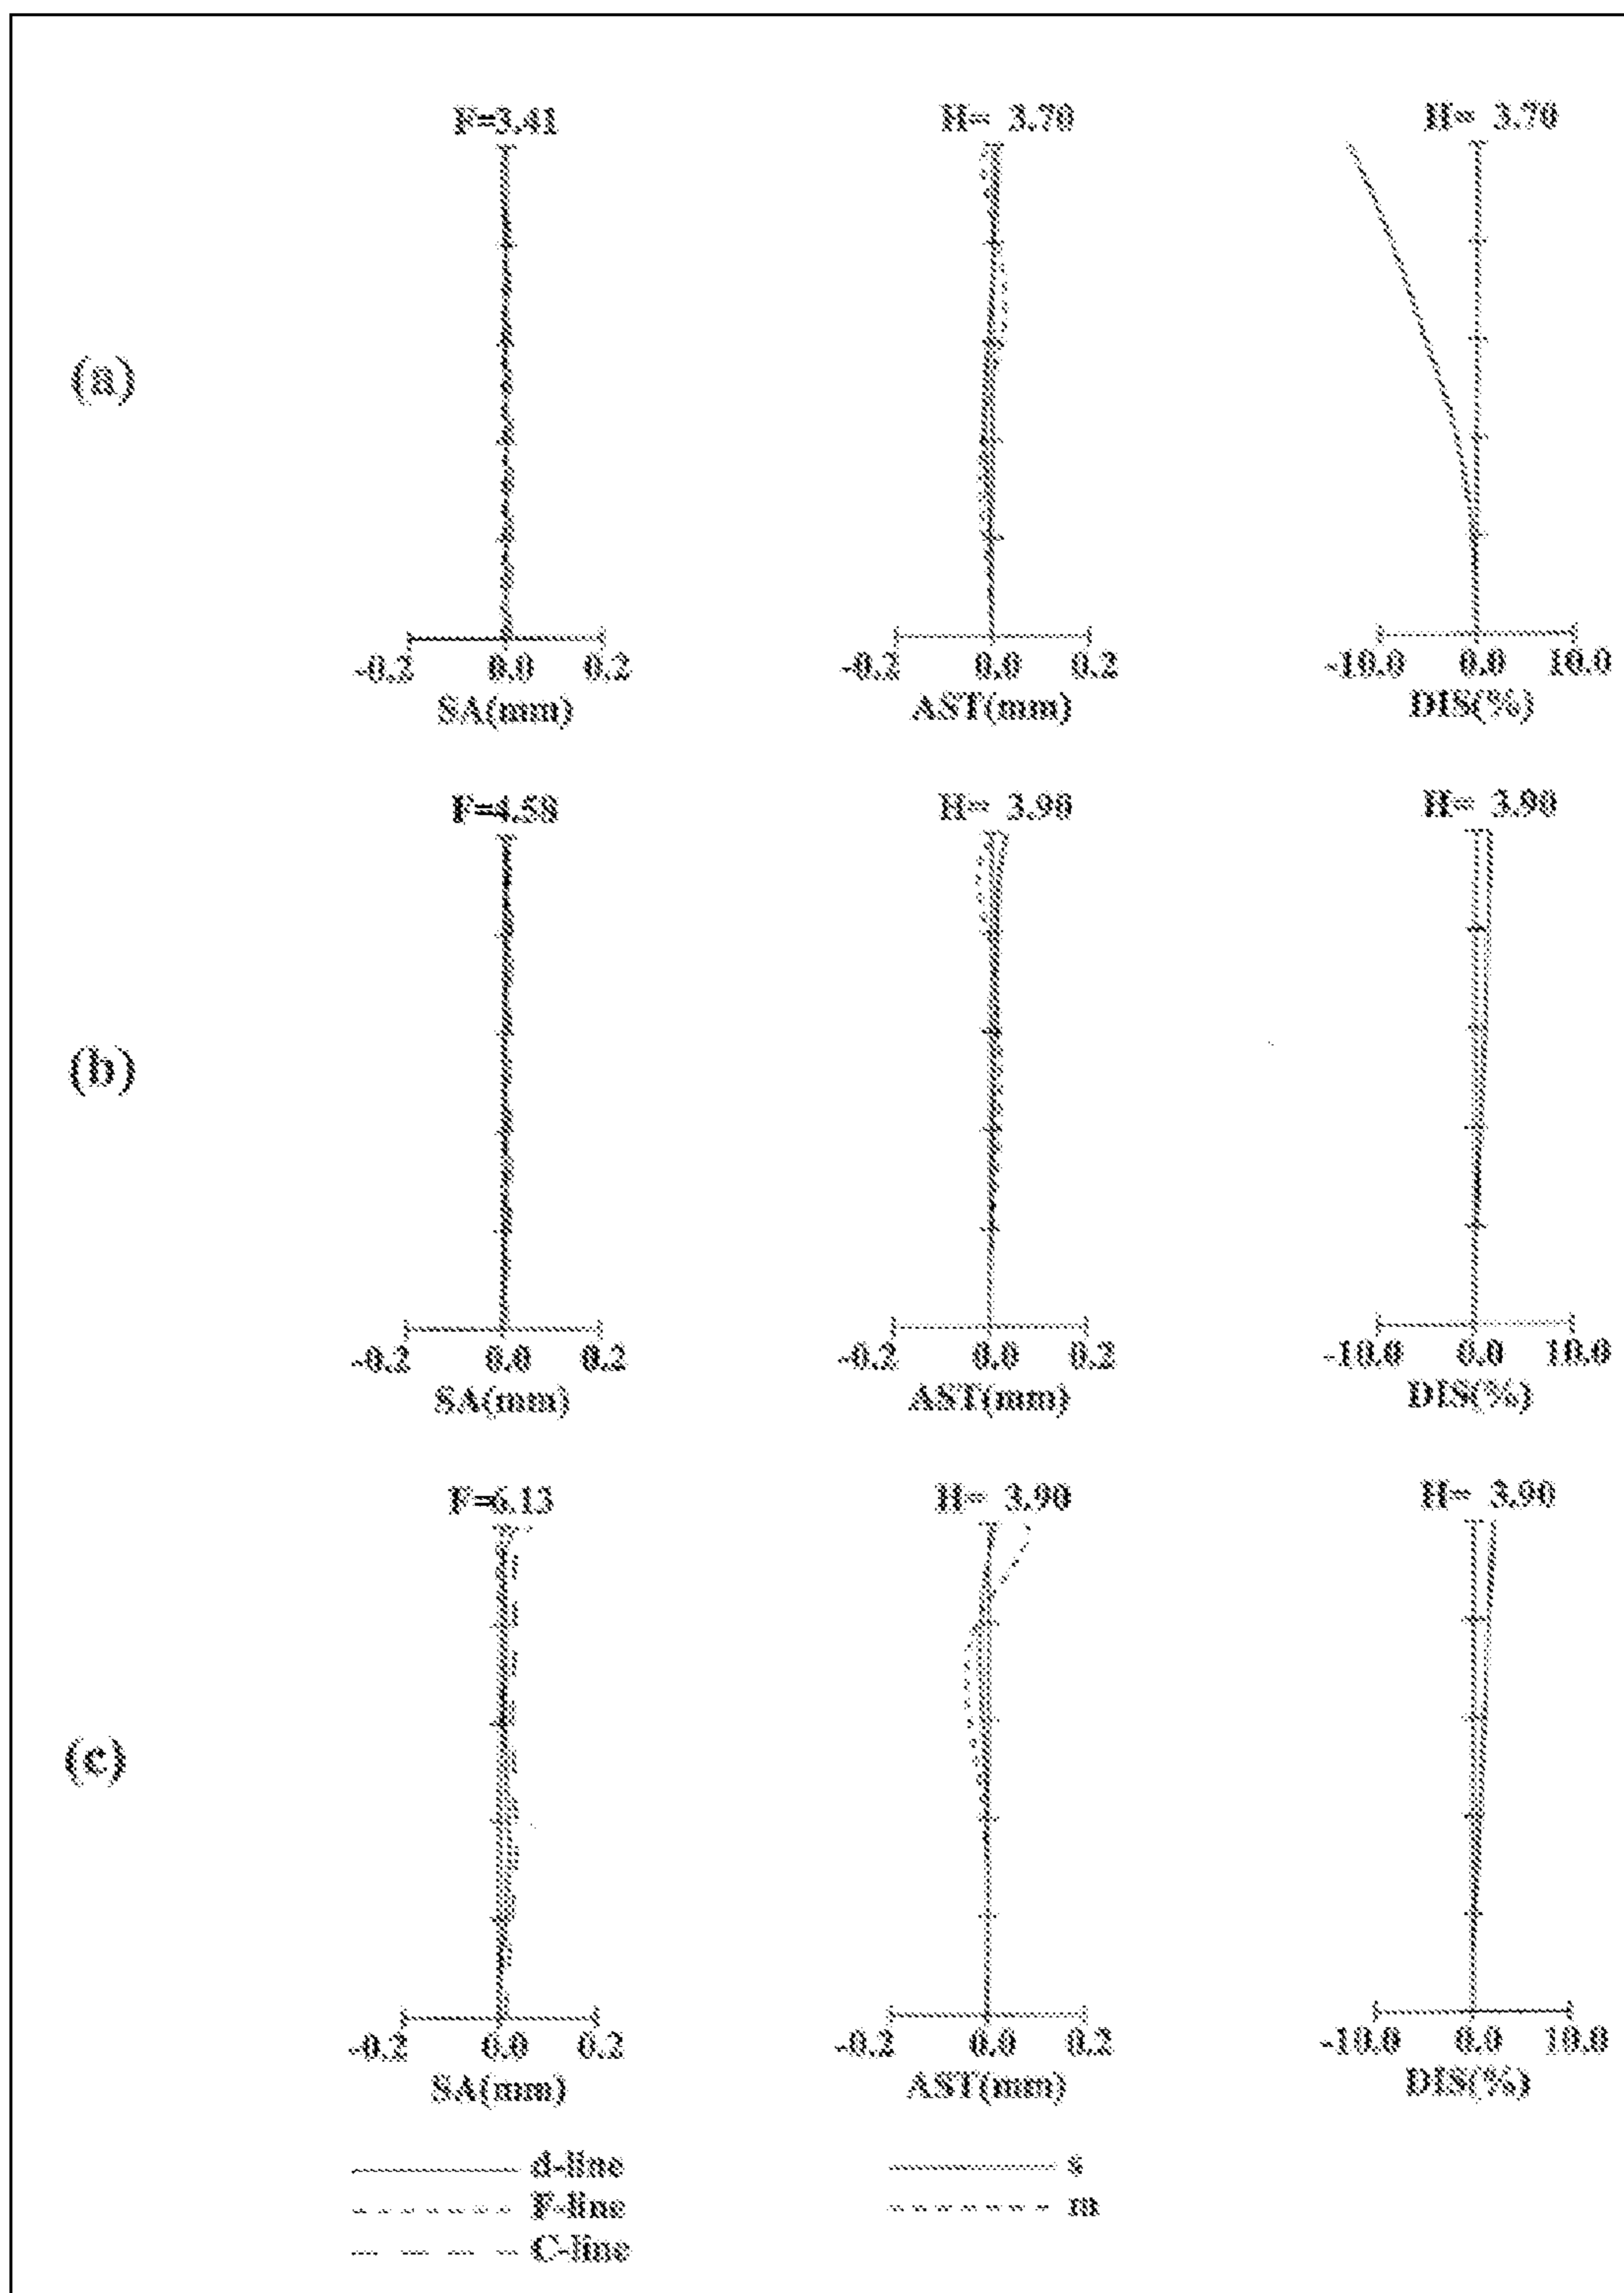 F=3.41 H= 3.70 H= 3.70
(a)
-0.2 0.0 0.2 -0.2 0.0 0.2 -10.0 0.0 10.0
SA(mm) AST(mm) DIS(%)
F=4.58 H= 3.90 H= 3.90
(b)
-0.2 0.0 0.2 -0.2 0.0 0.2 -10.0 0.0 10.0
SA(mm) AST(mm) DIS(%)
F=6.13 H= 3.90 H= 3.90
(c)
-0.2 0.0 0.2 -0.2 0.0 0.2 -10.0 0.0 10.0
SA(mm) AST(mm) DIS(%)
d-line s
F-line m
C-line